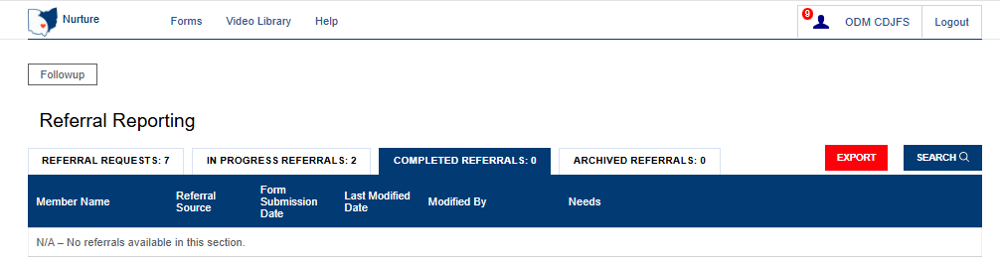 Nurture
Forms
Video Library
Help
9
ODM CDJFS
Logout
Followup
Referral Reporting
REFERRAL REQUESTS: 7
IN PROGRESS REFERRALS: 2
COMPLETED REFERRALS: 0
ARCHIVED REFERRALS: 0
EXPORT
SEARCH
Member Name
Referral
Source
Form
Submission
Date
Last Modified
Date
Modified By
Needs
N/A – No referrals available in this section.